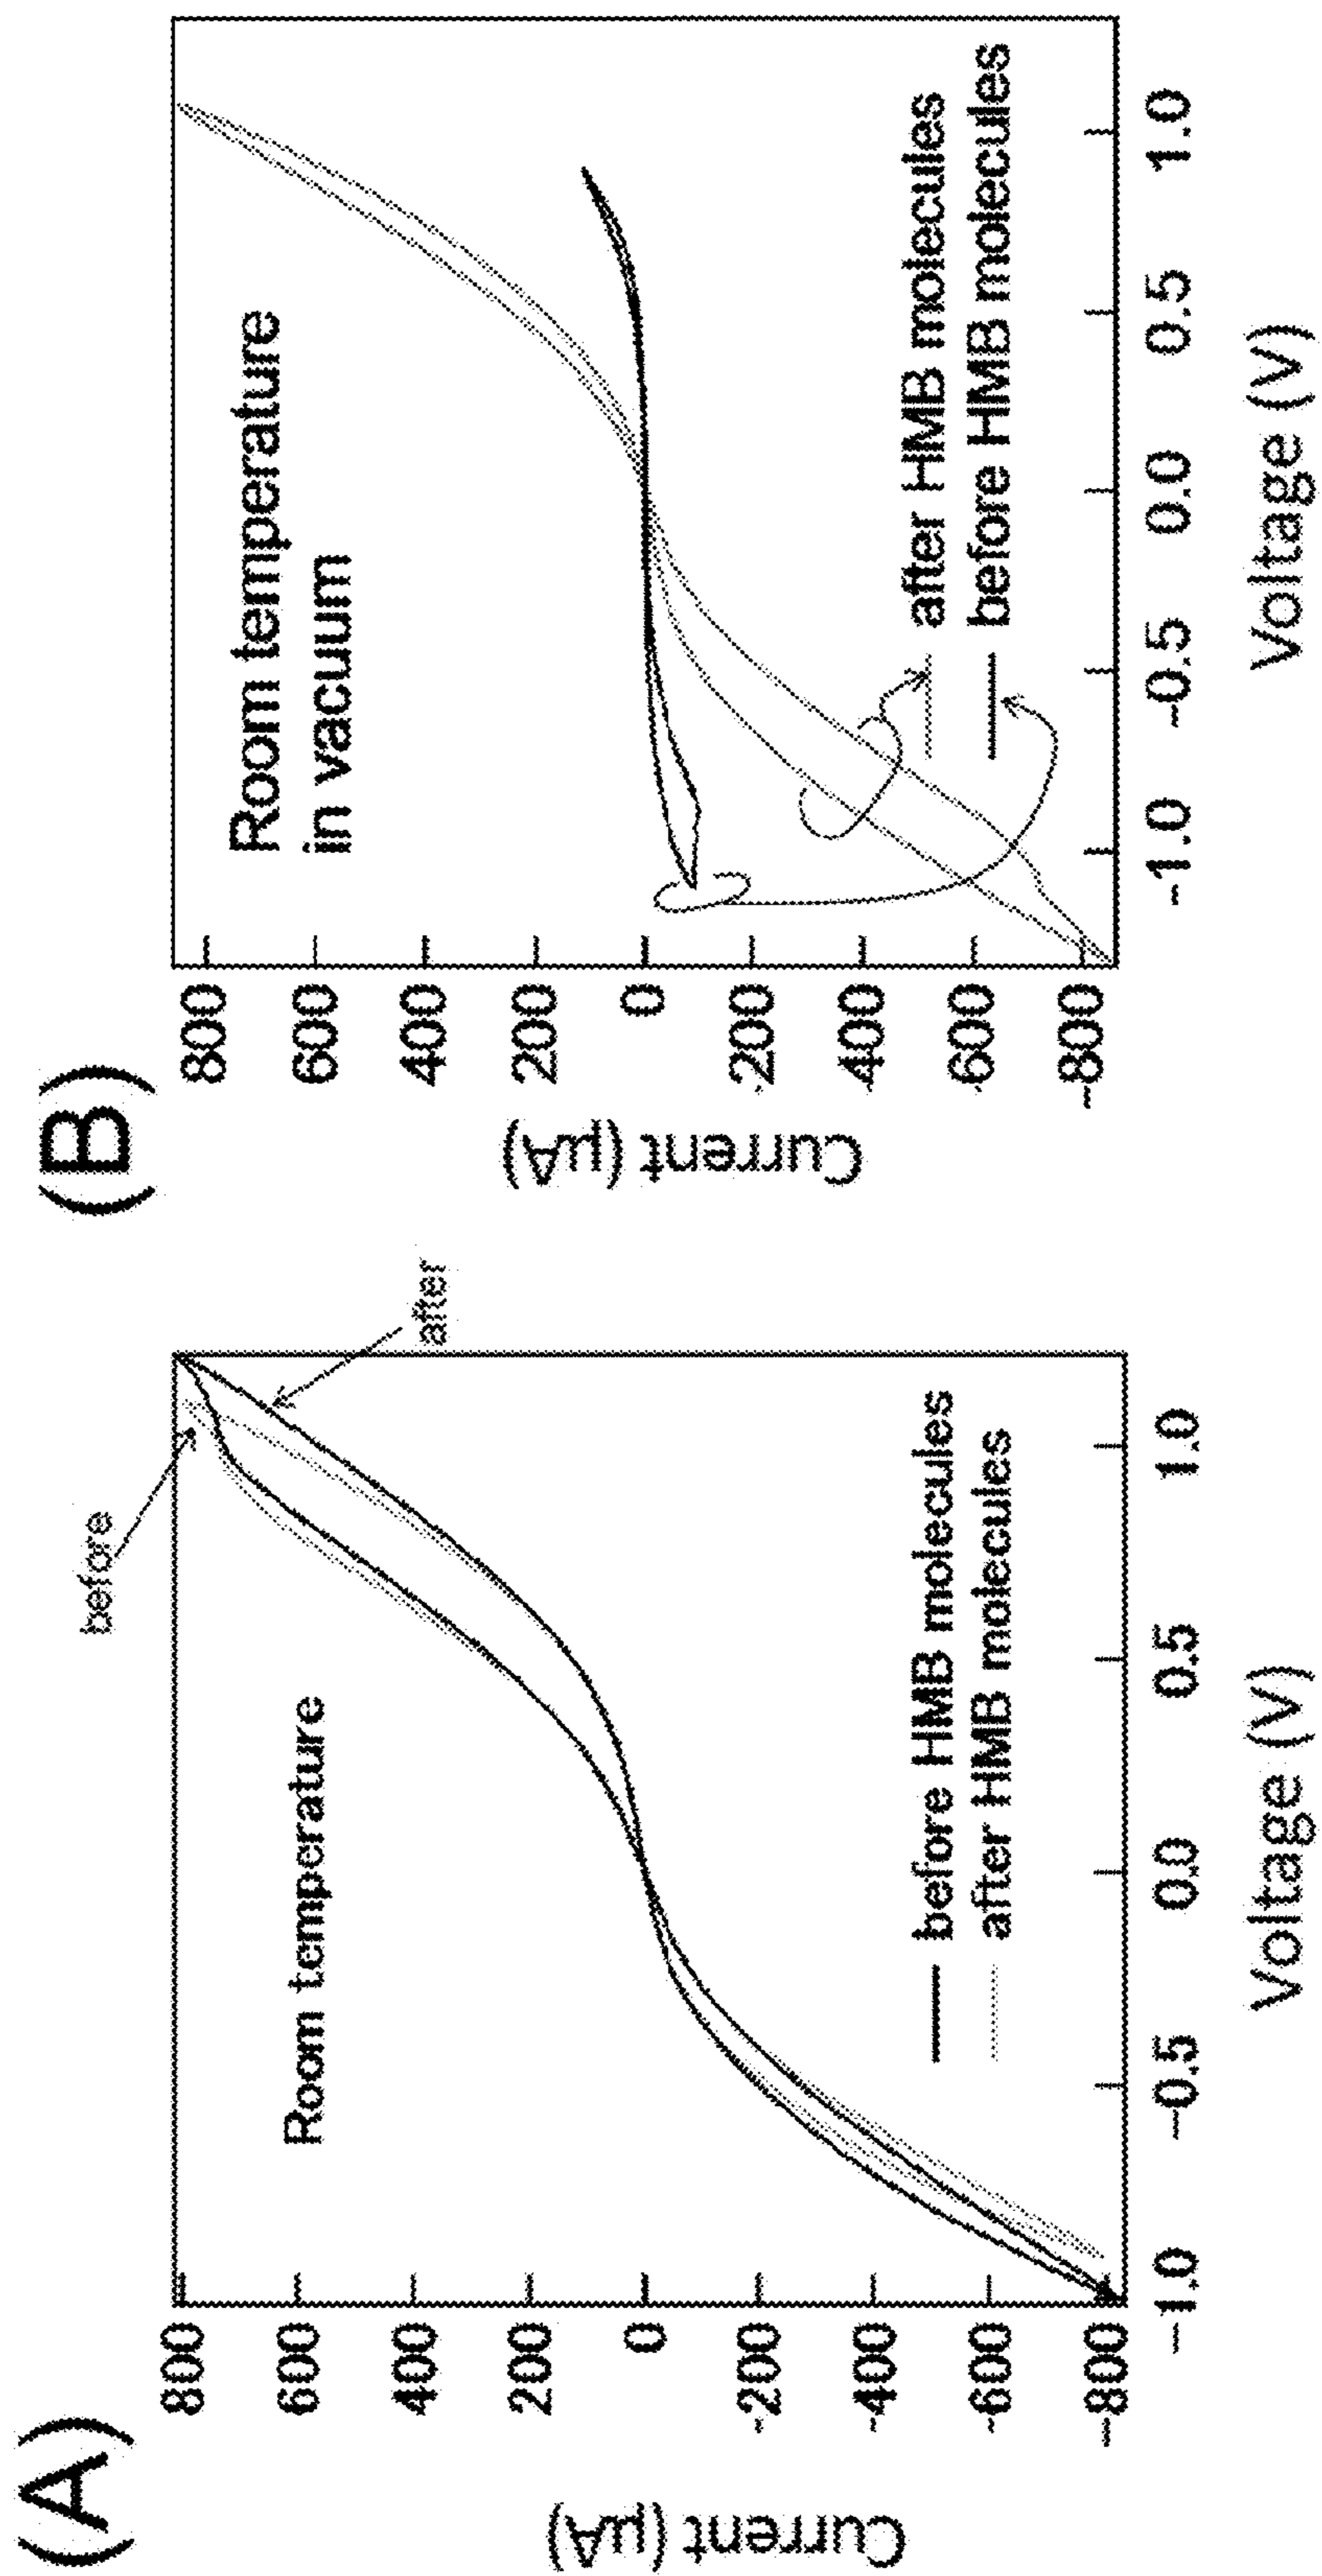 (A)
before
after
Room temperature
before HMB molecules
after HMB molecules
800
600
400
200
0
-200
-400
-600
-800
Current (μA)
-1.0
-0.5
0.0
0.5
1.0
Voltage (V)
(B)
Room temperature
in vacuum
after HMB molecules
before HMB molecules
800
600
400
200
0
-200
-400
-600
-800
Current (μA)
-1.0
-0.5
0.0
0.5
1.0
Voltage (V)